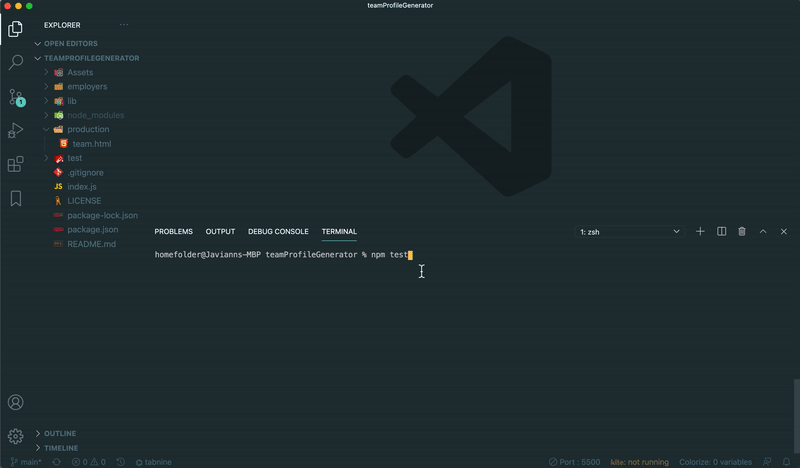 teamProfileGenerator
EXPLORER
OPEN EDITORS
TEAMPROFILEGENERATOR
Assets
employers
lib
1
node_modules
production
team.html
test
.gitignore
JS index.js
LICENSE
package-lock.json
package.json
README.md
PROBLEMS OUTPUT DEBUG CONSOLE TERMINAL 1: zsh
homefolder@Javianns-MBP teamProfileGenerator % npm test
OUTLINE
TIMELINE
main* 0 0 tabnine Port : 5500 kite: not running Colorize: 0 variables